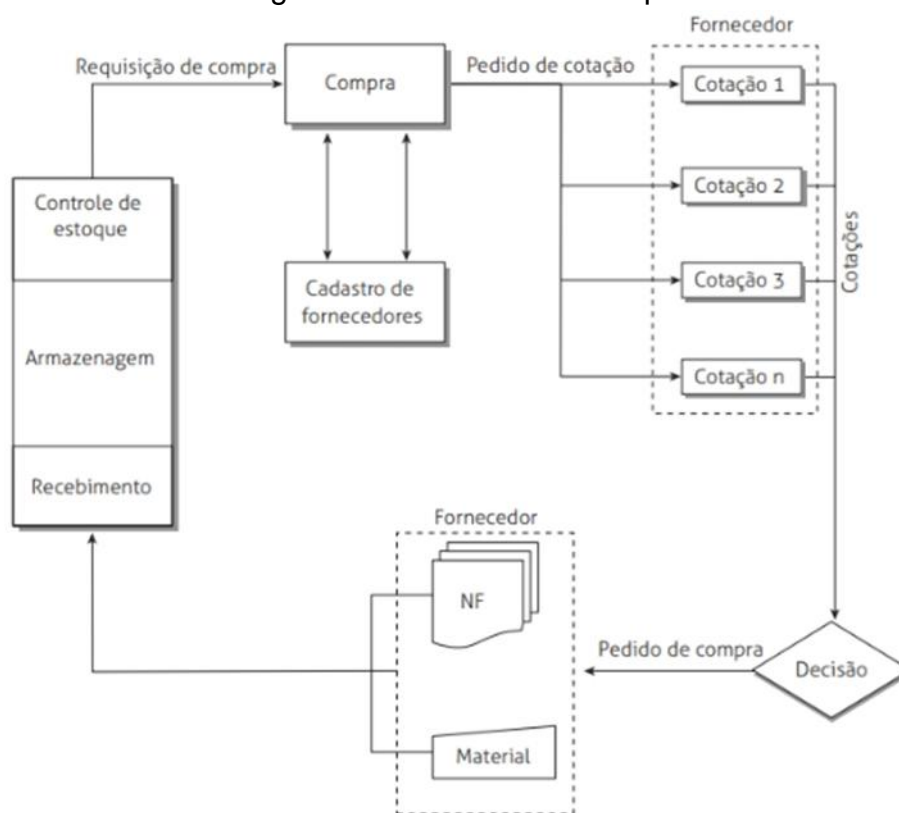 Fornecedor
Requisição de compra
Compra
Pedido de cotação
Cotação 1
Cotação 2
Cotação 3
Cotação n
Cotações
Controle de
estoque
Armazenagem
Recebimento
Cadastro de
fornecedores
Fornecedor
NF
Material
Pedido de compra
Decisão